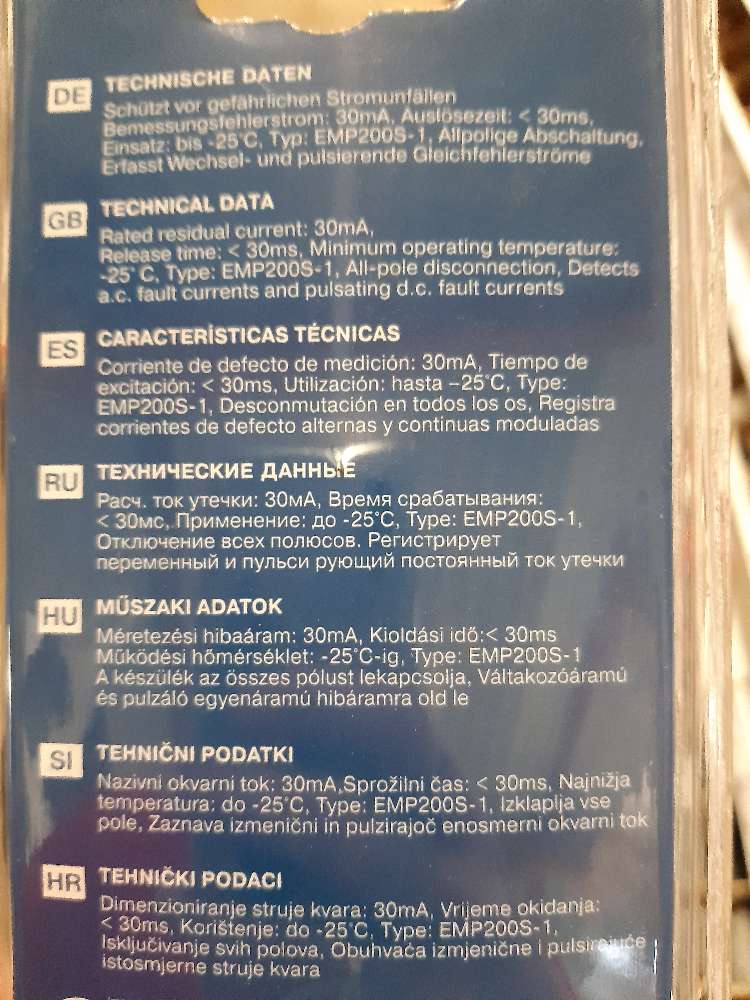 DE TECHNISCHE DATEN
Schützt vor gefährlichen Stromunfällen
Bemessungsfehlerstrom: 30mA, Auslösezeit: < 30ms,
Einsatz: bis -25°C, Typ: EMP200S-1, Allpolige Abschaltung,
Erfasst Wechsel- und pulsierende Gleichfehlerströme
GB TECHNICAL DATA
Rated residual current: 30mA,
Release time: < 30ms, Minimum operating temperature:
-25°C, Type: EMP200S-1, All-pole disconnection, Detects
a.c. fault currents and pulsating d.c. fault currents
ES CARACTERÍSTICAS TÉCNICAS
Corriente de defecto de medición: 30mA, Tiempo de
excitación: < 30ms, Utilización: hasta –25°C, Type:
EMP200S-1, Desconmutación en todos los os, Registra
corrientes de defecto alternas y continuas moduladas
RU ТЕХНИЧЕСКИЕ ДАННЫЕ
Расч. ток утечки: 30мА, Время срабатывания:
< 30мс, Применение: до -25°C, Type: EMP200S-1,
Отключение всех полюсов. Регистрирует
переменный и пульси рующий постоянный ток утечки
HU MŰSZAKI ADATOK
Méretezési hibaáram: 30mA, Kioldási idő:< 30ms
Működési hőmérséklet: -25°C-ig, Type: EMP200S-1
A készülék az összes pólust lekapcsolja, Váltakozóáramú
és pulzáló egyenáramú hibáramra old le
SI TEHNIČNI PODATKI
Nazivni okvarni tok: 30mA,Sprožilni čas: < 30ms, Najnižja
temperatura: do -25°C, Type: EMP200S-1, Izklaplja vse
pole, Zaznava izmenični in pulzirajoč enosmerni okvarni tok
HR TEHNIČKI PODACI
Dimenzioniranje struje kvara: 30mA, Vrijeme okidanja:
< 30ms, Korištenje: do -25°C, Type: EMP200S-1,
Isključivanje svih polova, Obuhvaća izmjenične i pulsirajuće
istosmjerne struje kvara